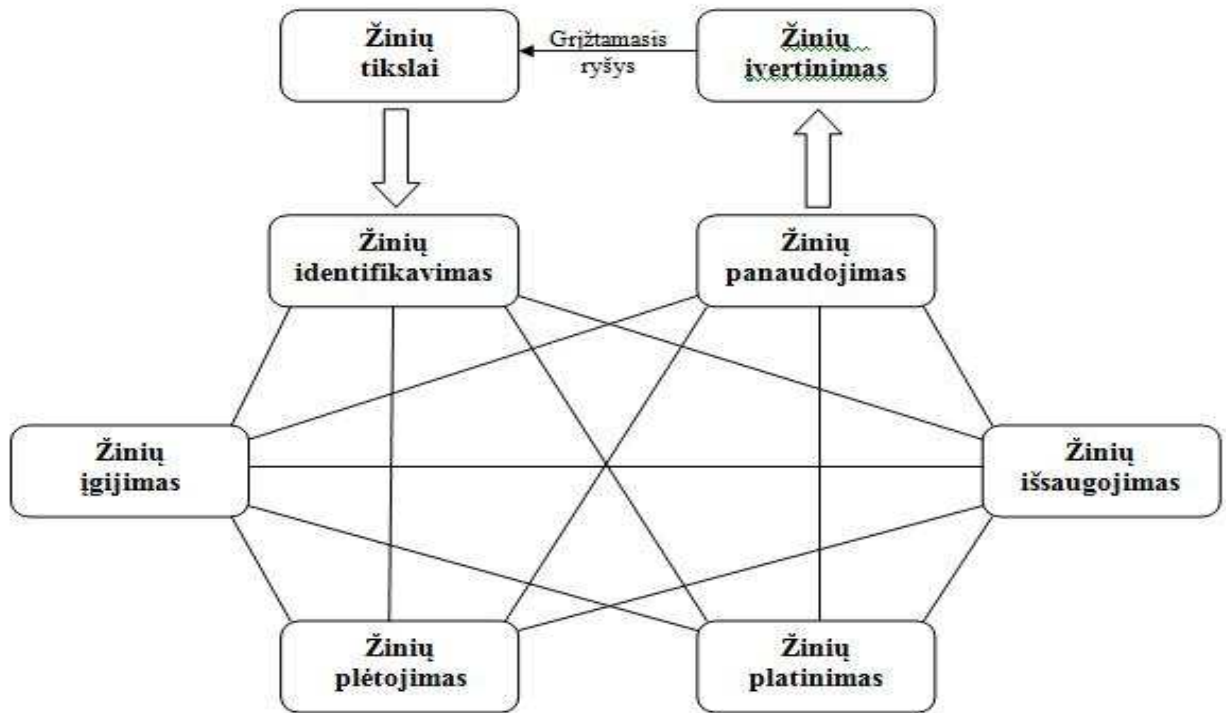 Žinių
tikslai
Grįžtamasis
ryšys
Žinių
įvertinimas
Žinių
identifikavimas
Žinių
panaudojimas
Žinių
įgijimas
Žinių
išsaugojimas
Žinių
plėtojimas
Žinių
platinimas